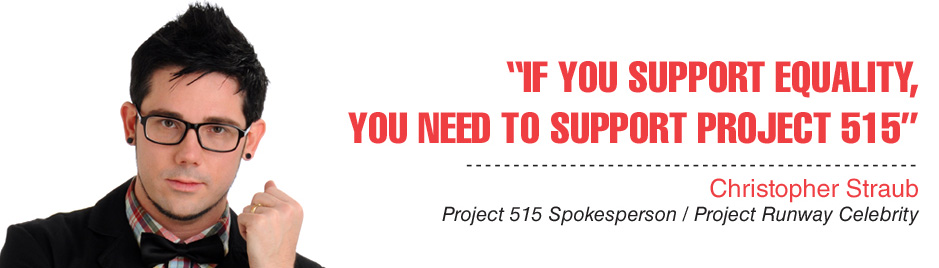 “IF YOU SUPPORT EQUALITY,
YOU NEED TO SUPPORT PROJECT 515”
Christopher Straub
Project 515 Spokesperson / Project Runway Celebrity